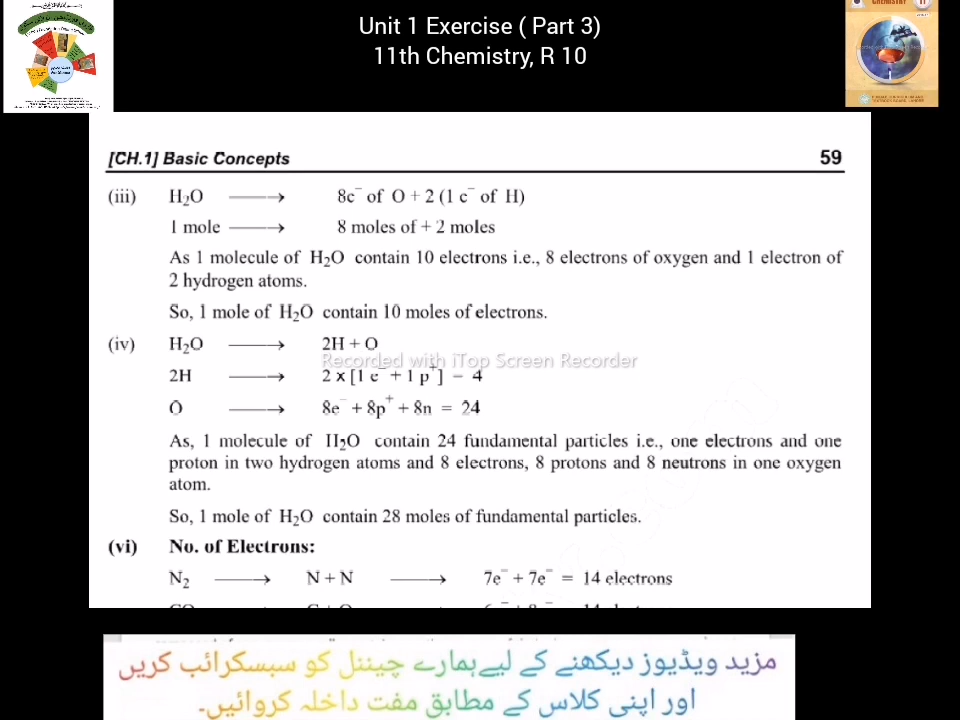 Unit 1 Exercise ( Part 3)
11th Chemistry, R 10
CHEMISTRY 11
[CH.1] Basic Concepts 59
(iii) H₂O ⟶ 8e⁻ of O + 2 (1 e⁻ of H)
1 mole ⟶ 8 moles of + 2 moles
As 1 molecule of H₂O contain 10 electrons i.e., 8 electrons of oxygen and 1 electron of
2 hydrogen atoms.
So, 1 mole of H₂O contain 10 moles of electrons.
(iv) H₂O ⟶ 2H + O
Recorded with iTop Screen Recorder
2H ⟶ 2 x [1 e⁻ + 1 p⁺] = 4
O ⟶ 8e⁻ + 8p⁺ + 8n = 24
As, 1 molecule of H₂O contain 24 fundamental particles i.e., one electrons and one
proton in two hydrogen atoms and 8 electrons, 8 protons and 8 neutrons in one oxygen
atom.
So, 1 mole of H₂O contain 28 moles of fundamental particles.
(vi) No. of Electrons:
N₂ ⟶ N + N ⟶ 7e⁻ + 7e⁻ = 14 electrons
مزید ویڈیوز دیکھنے کے لیے ہمارے چیننل کو سبسکرائب کریں
اور اپنی کلاس کے مطابق مفت داخلہ کروائیں۔